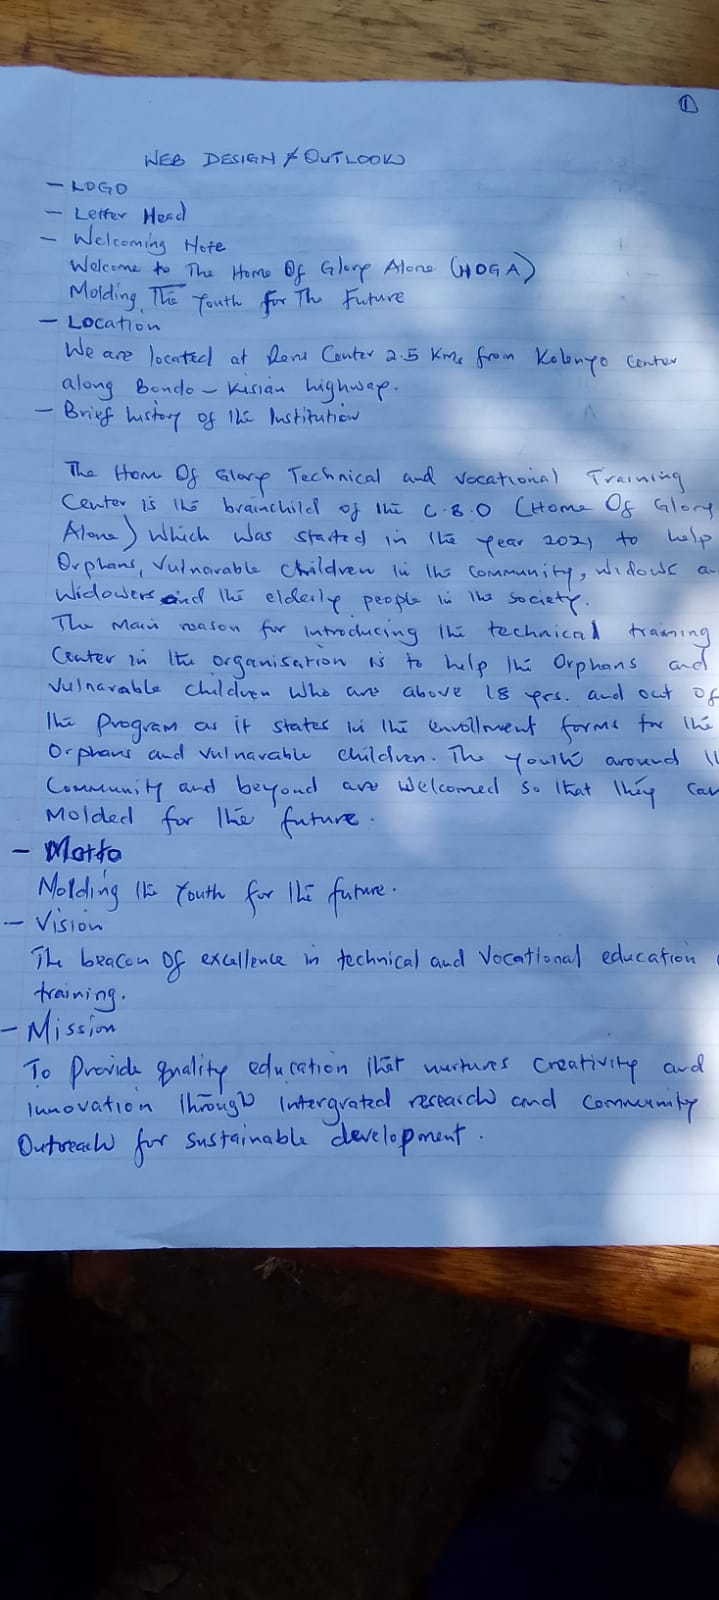 1
WEB DESIGN & OUTLOOK
- LOGO
- Letter Head
- Welcoming Note
Welcome to The Home Of Glory Alone (HOGA)
Molding The Youth For The Future
- Location
We are located at Center 2.5 Kms from Kolenyo Center
along Bondo - Kisian highway.
- Brief history of the Institution
The Home Of Glory Technical and Vocational Training
Center is the brainchild of the C.B.O (Home Of Glory
Alone) Which was started in the year 2021 to help
Orphans, Vulnarable Children in the Community, widows
Widowers and the elderly people in the society.
The Main reason for introducing the technical training
Center in the organisation is to help the Orphans and
Vulnarable children who are above 18 yrs. and out of
the program as it states in the enrollment forms for the
Orphans and vulnarable children. The youth around
Community and beyond are welcomed so that they can
Molded for the future.
- Motto
Molding the Youth for the future.
- Vision
The beacon Of excellence in technical and Vocational education
training.
- Mission
To Provide quality education that nurtures Creativity and
Innovation through Intergrated research and Community
Outreach for sustainable development.